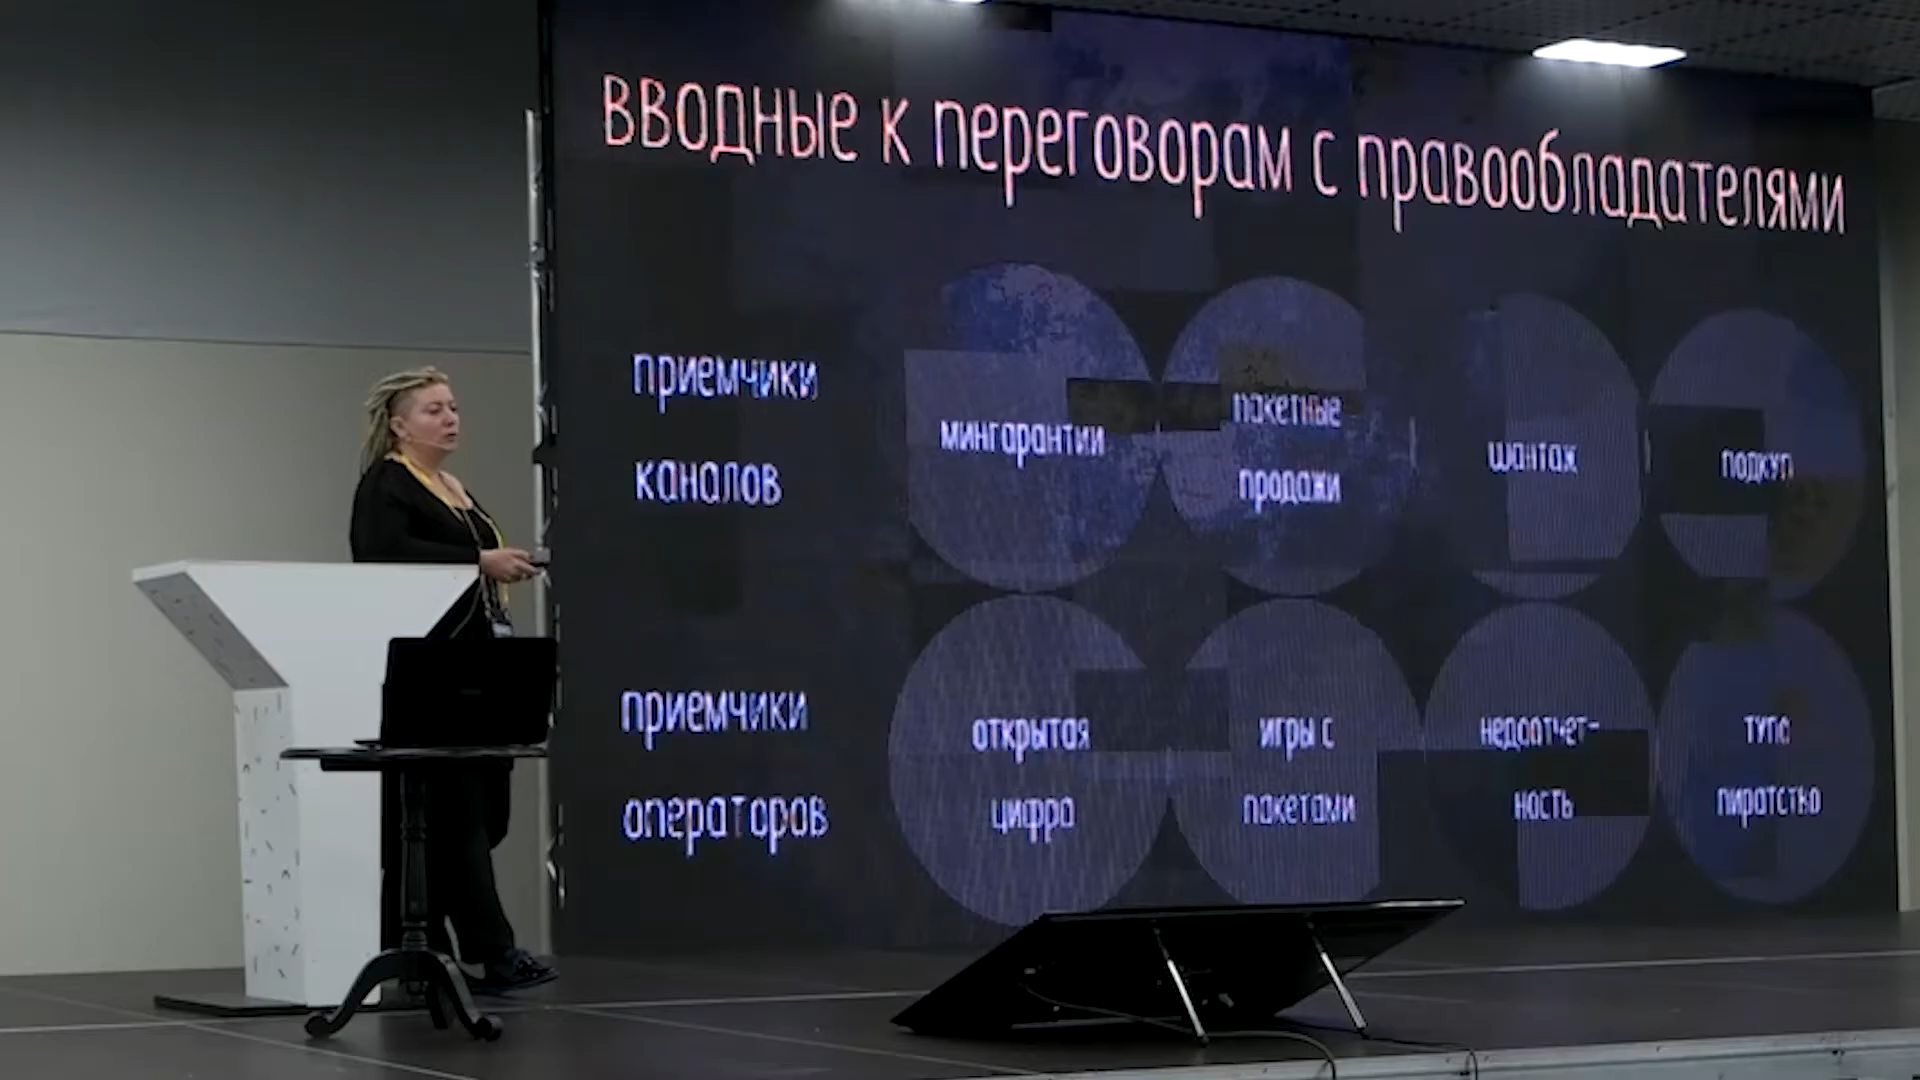 вводные к переговорам с правообладателями
приемчики
каналов
мингарантии
пакетные
продажи
шантаж
подкуп
приемчики
операторов
открытая
цифра
игры с
пакетами
недоотчет-
ность
тупо
пиратство